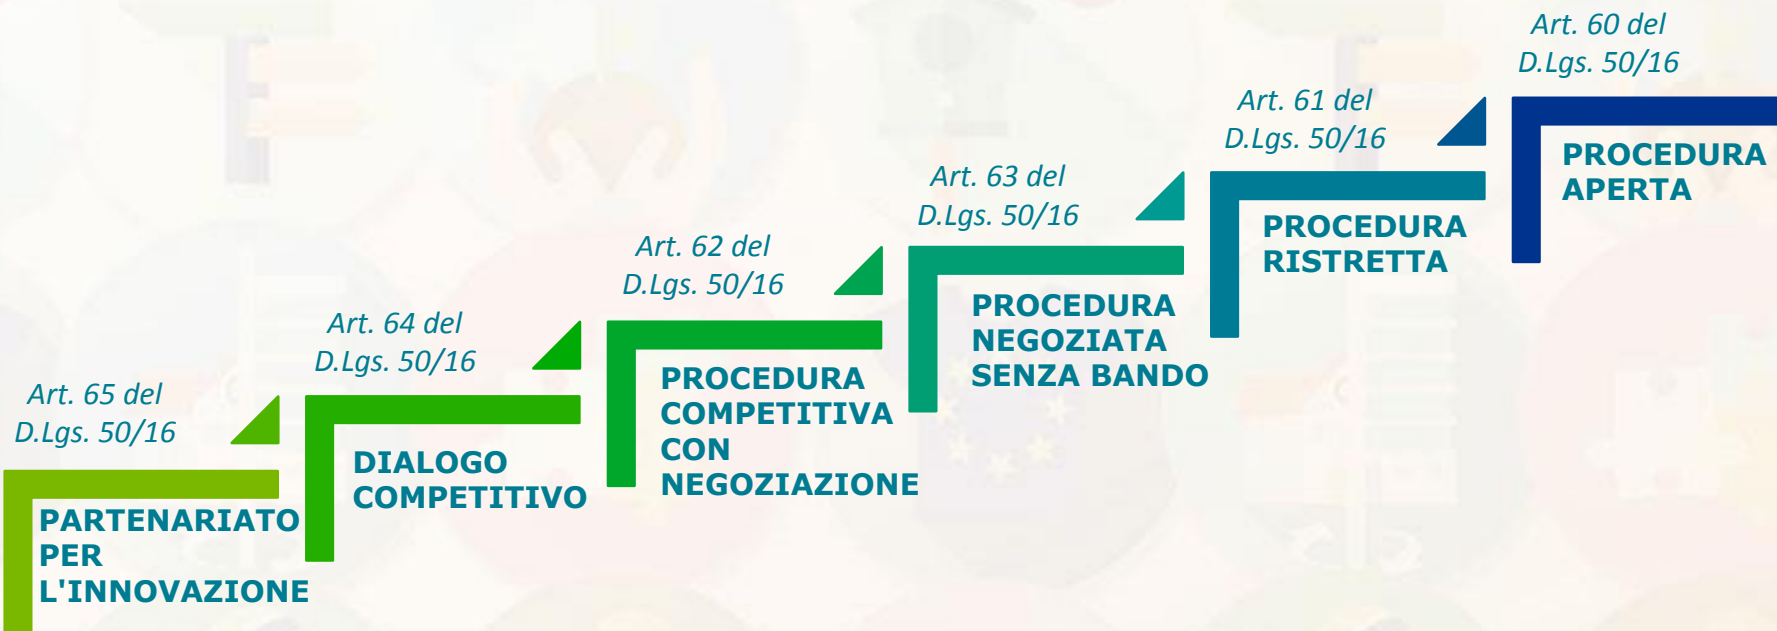 Art. 65 del
D.Lgs. 50/16
PARTENARIATO
PER
L'INNOVAZIONE
Art. 64 del
D.Lgs. 50/16
DIALOGO
COMPETITIVO
Art. 62 del
D.Lgs. 50/16
PROCEDURA
COMPETITIVA
CON
NEGOZIAZIONE
Art. 63 del
D.Lgs. 50/16
PROCEDURA
NEGOZIATA
SENZA BANDO
Art. 61 del
D.Lgs. 50/16
PROCEDURA
RISTRETTA
Art. 60 del
D.Lgs. 50/16
PROCEDURA
APERTA